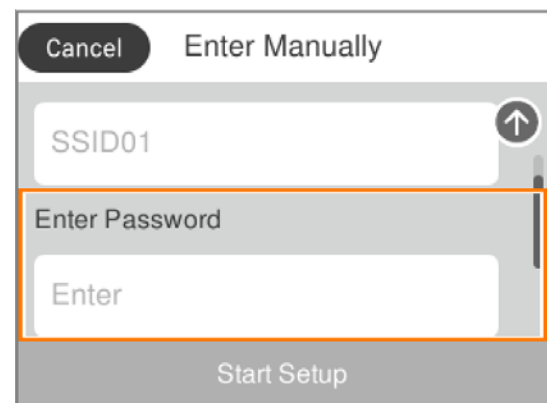 Cancel Enter Manually
SSID01
Enter Password
Enter
Start Setup